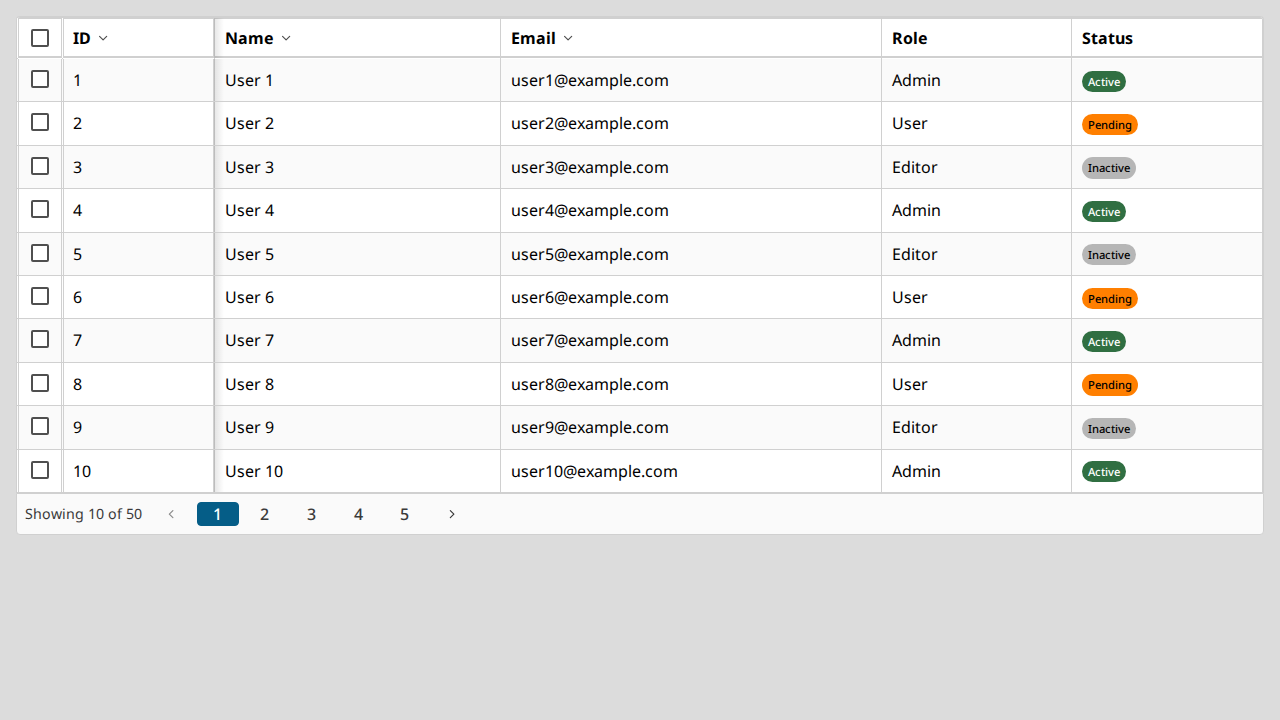 ID Name Email Role Status
1 User 1 user1@example.com Admin Active
2 User 2 user2@example.com User Pending
3 User 3 user3@example.com Editor Inactive
4 User 4 user4@example.com Admin Active
5 User 5 user5@example.com Editor Inactive
6 User 6 user6@example.com User Pending
7 User 7 user7@example.com Admin Active
8 User 8 user8@example.com User Pending
9 User 9 user9@example.com Editor Inactive
10 User 10 user10@example.com Admin Active
Showing 10 of 50 1 2 3 4 5